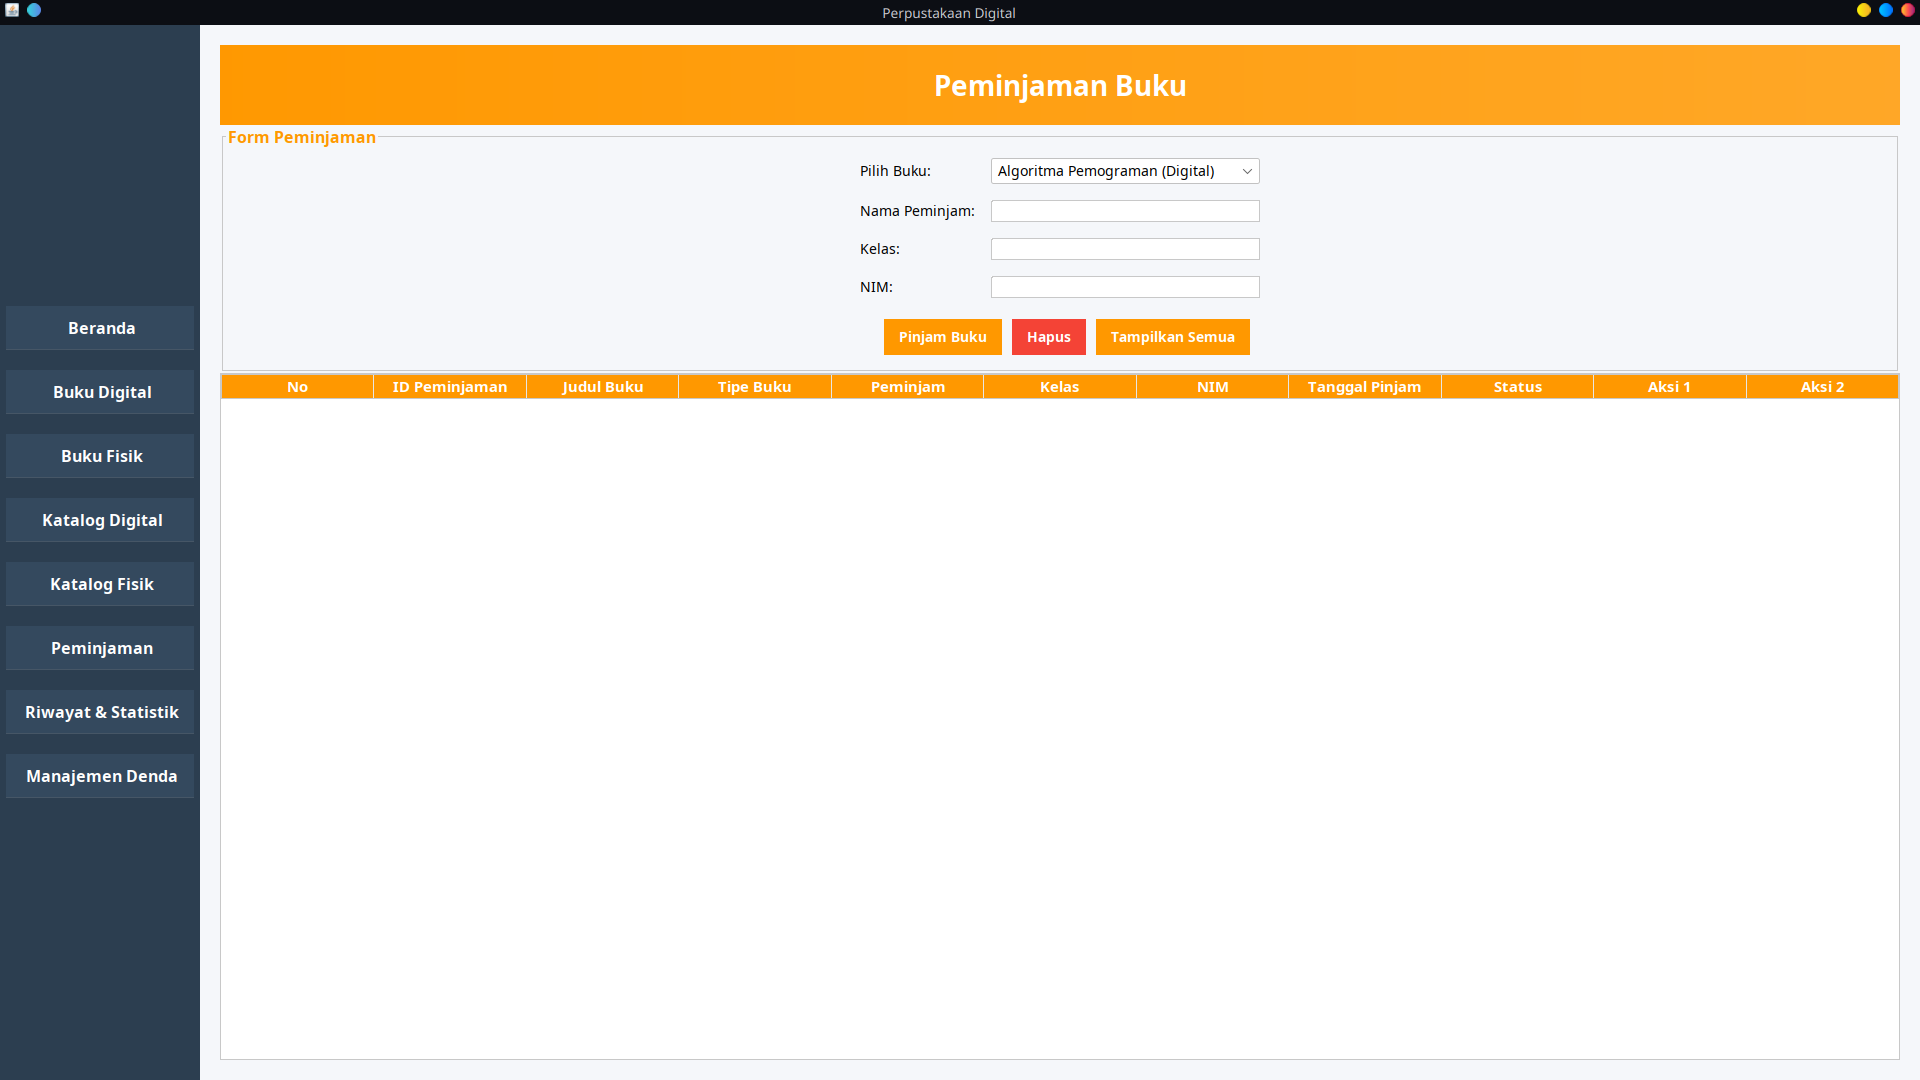 Perpustakaan Digital
Peminjaman Buku
Form Peminjaman
Pilih Buku: Algoritma Pemograman (Digital)
Nama Peminjam:
Kelas:
NIM:
Pinjam Buku Hapus Tampilkan Semua
No ID Peminjaman Judul Buku Tipe Buku Peminjam Kelas NIM Tanggal Pinjam Status Aksi 1 Aksi 2
Beranda
Buku Digital
Buku Fisik
Katalog Digital
Katalog Fisik
Peminjaman
Riwayat & Statistik
Manajemen Denda